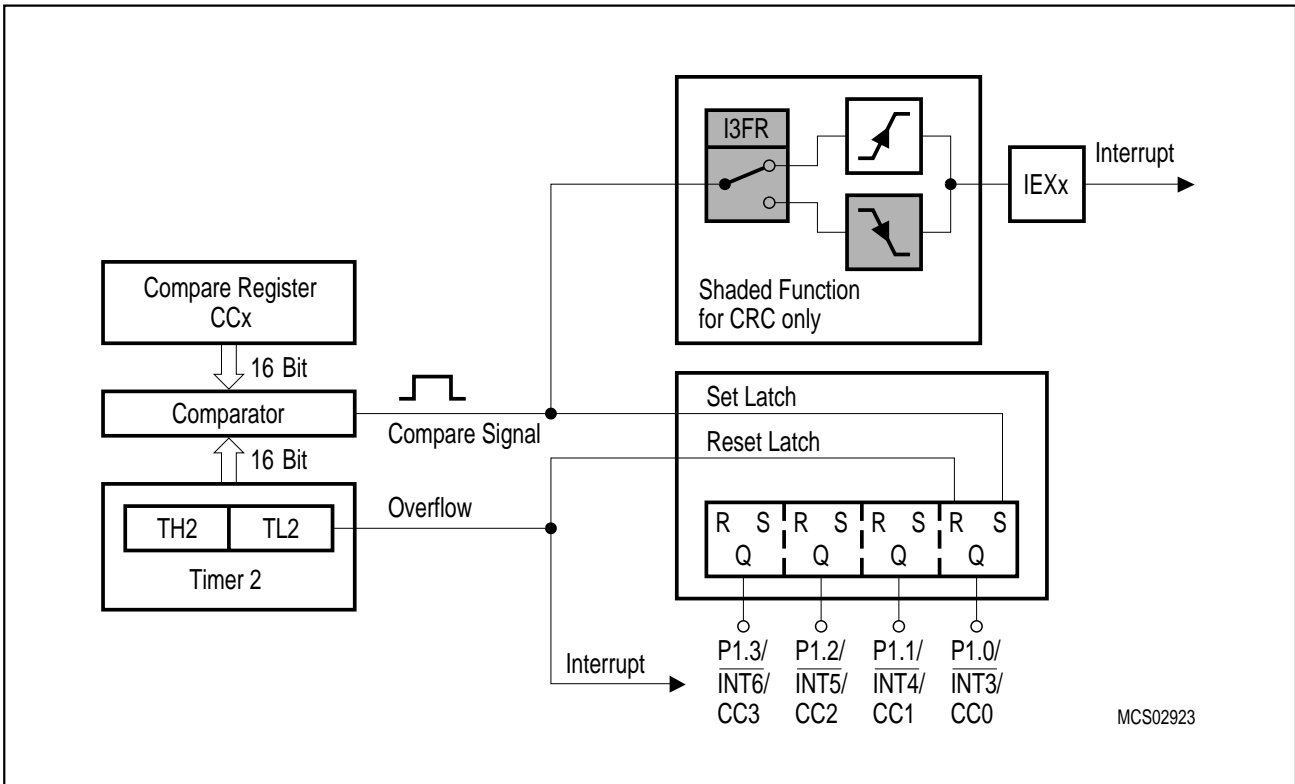 I3FR
IEXx
Interrupt
Shaded Function
for CRC only
Compare Register
CCx
16 Bit
Comparator
Compare Signal
16 Bit
TH2 TL2
Timer 2
Overflow
Set Latch
Reset Latch
R S R S R S R S
Q Q Q Q
Interrupt
P1.3/ P1.2/ P1.1/ P1.0/
INT6/ INT5/ INT4/ INT3/
CC3 CC2 CC1 CC0
MCS02923